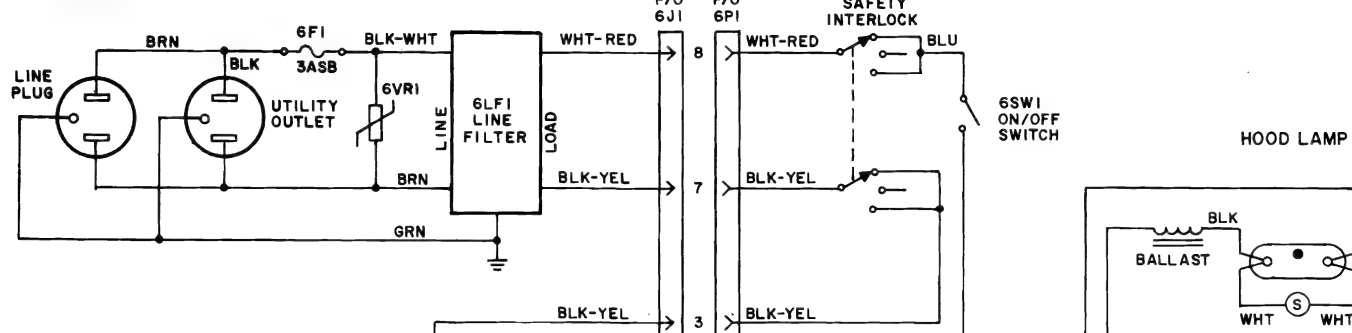 6J1
6P1
SAFETY
INTERLOCK
BRN
6F1
BLK-WHT
WHT-RED
8
WHT-RED
BLU
BLK
3ASB
LINE
PLUG
UTILITY
OUTLET
6VR1
LINE
6LF1
LINE
FILTER
LOAD
6SW1
ON/OFF
SWITCH
HOOD LAMP
BRN
BLK-YEL
7
BLK-YEL
GRN
BLK
BALLAST
S
WHT
WHT
BLK-YEL
3
BLK-YEL